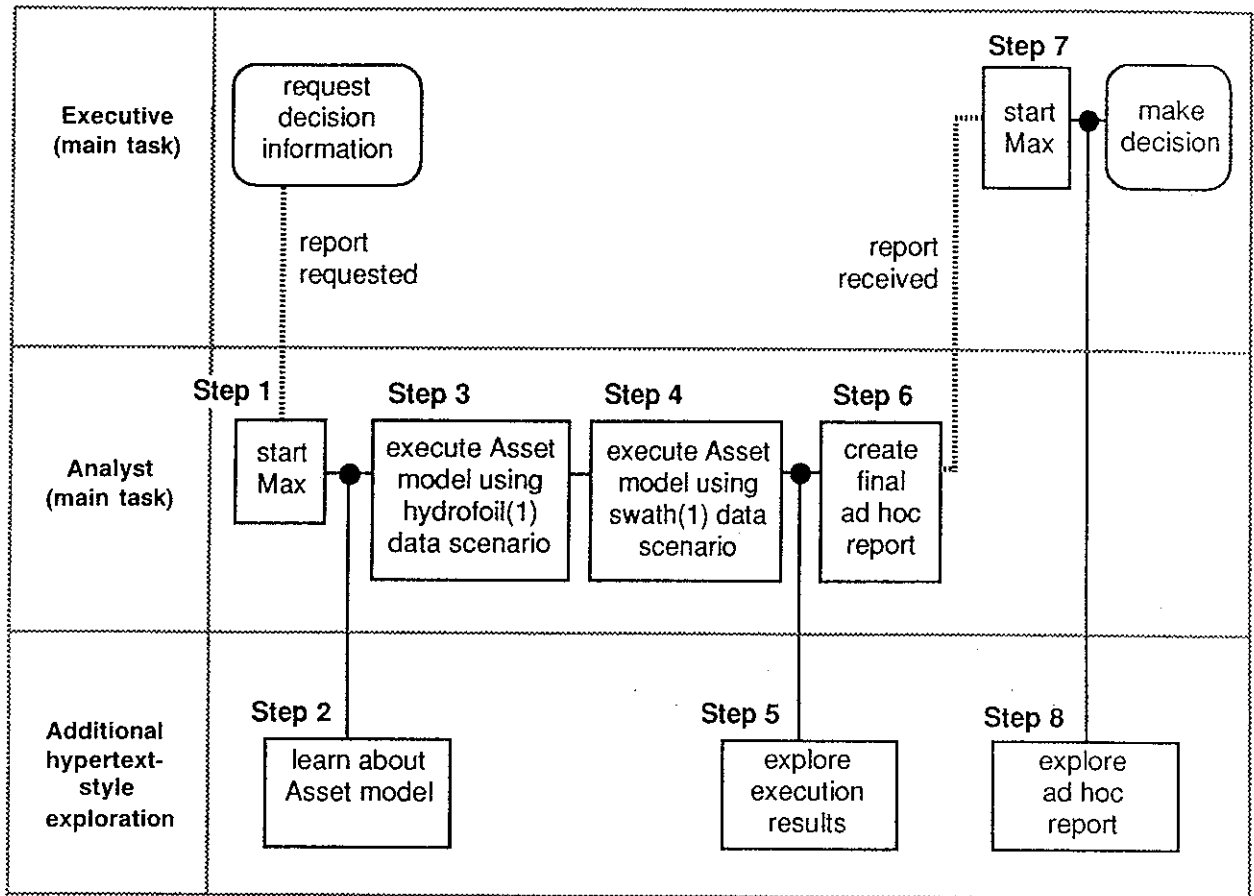 Executive
(main task)
request
decision
information
report
requested
report
received
Step 7
start
Max
make
decision
Analyst
(main task)
Step 1
start
Max
Step 3
execute Asset
model using
hydrofoil(1)
data scenario
Step 4
execute Asset
model using
swath(1) data
scenario
Step 6
create
final
ad hoc
report
Additional
hypertext-
style
exploration
Step 2
learn about
Asset model
Step 5
explore
execution
results
Step 8
explore
ad hoc
report